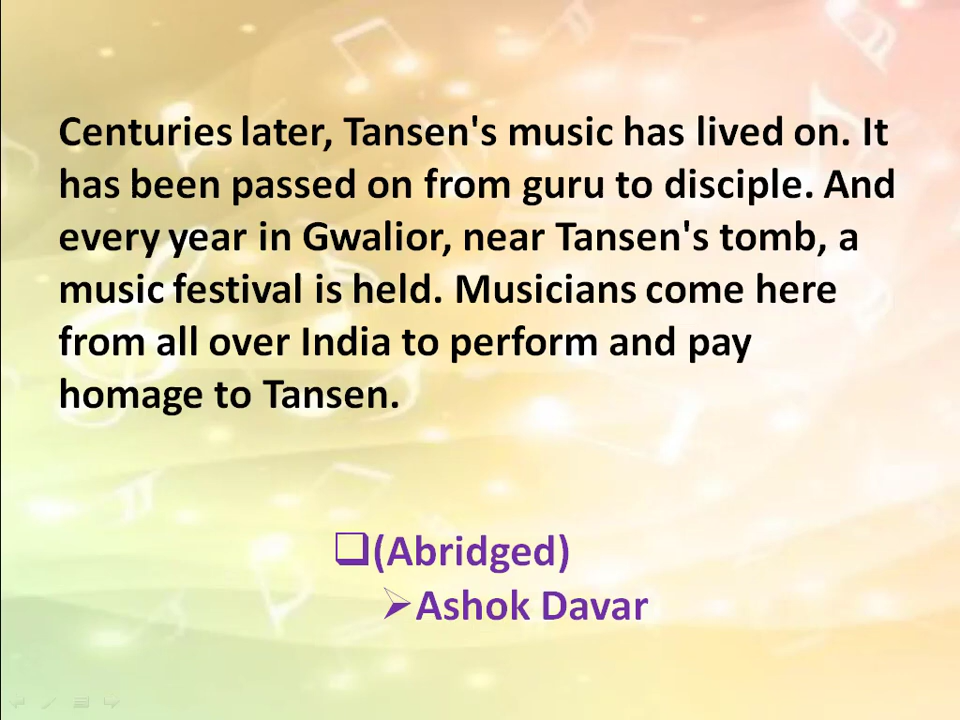 Centuries later, Tansen's music has lived on. It
has been passed on from guru to disciple. And
every year in Gwalior, near Tansen's tomb, a
music festival is held. Musicians come here
from all over India to perform and pay
homage to Tansen.
(Abridged)
Ashok Davar